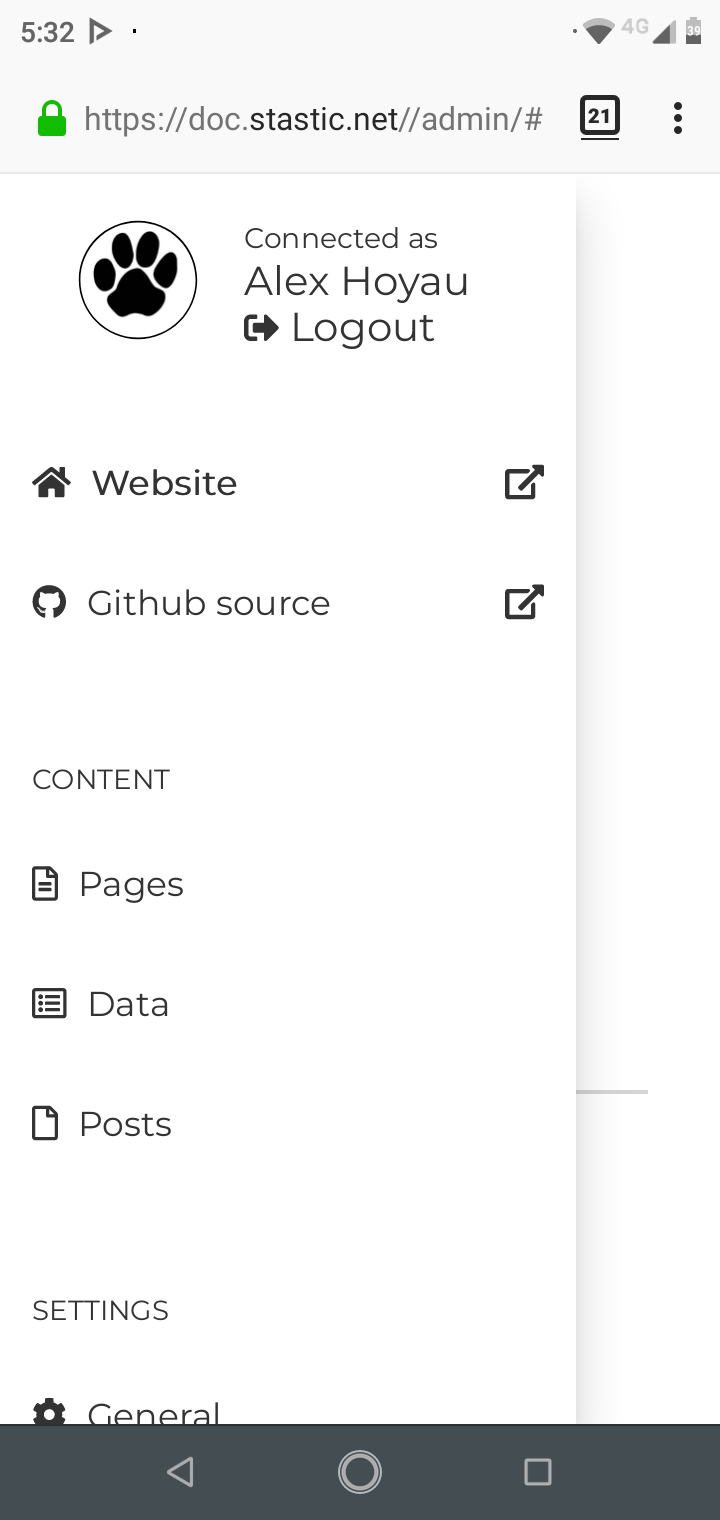 5:32
4G
39
https://doc.stastic.net//admin/#
21
Connected as
Alex Hoyau
Logout
Website
Github source
CONTENT
Pages
Data
Posts
SETTINGS
General